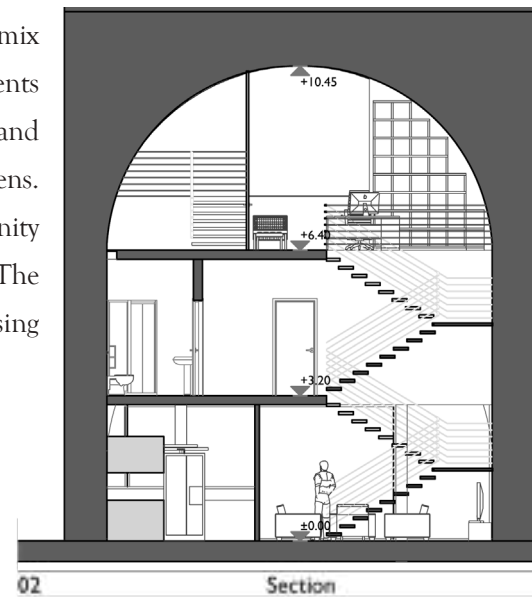 mix
ents
and
ens.
nity
The
sing
+10.45
+6.40
+3.20
±0.00
02 Section